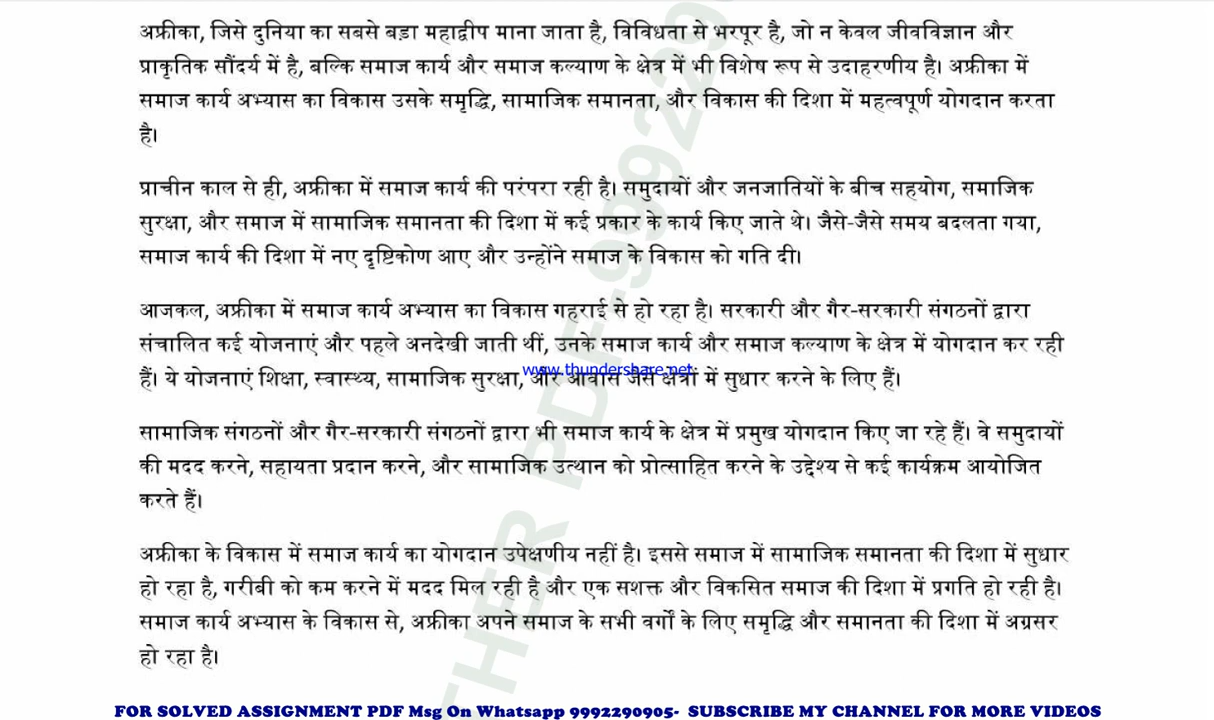 अफ्रीका, जिसे दुनिया का सबसे बड़ा महाद्वीप माना जाता है, विविधता से भरपूर है, जो न केवल जीवविज्ञान और
प्राकृतिक सौंदर्य में है, बल्कि समाज कार्य और समाज कल्याण के क्षेत्र में भी विशेष रूप से उदाहरणीय है। अफ्रीका में
समाज कार्य अभ्यास का विकास उसके समृद्धि, सामाजिक समानता, और विकास की दिशा में महत्वपूर्ण योगदान करता
है।
प्राचीन काल से ही, अफ्रीका में समाज कार्य की परंपरा रही है। समुदायों और जनजातियों के बीच सहयोग, समाजिक
सुरक्षा, और समाज में सामाजिक समानता की दिशा में कई प्रकार के कार्य किए जाते थे। जैसे-जैसे समय बदलता गया,
समाज कार्य की दिशा में नए दृष्टिकोण आए और उन्होंने समाज के विकास को गति दी।
आजकल, अफ्रीका में समाज कार्य अभ्यास का विकास गहराई से हो रहा है। सरकारी और गैर-सरकारी संगठनों द्वारा
संचालित कई योजनाएं और पहले अनदेखी जाती थीं, उनके समाज कार्य और समाज कल्याण के क्षेत्र में योगदान कर रही
हैं। ये योजनाएं शिक्षा, स्वास्थ्य, सामाजिक सुरक्षा, और आवास जैसे क्षेत्रों में सुधार करने के लिए हैं।
www.thundershare.net
सामाजिक संगठनों और गैर-सरकारी संगठनों द्वारा भी समाज कार्य के क्षेत्र में प्रमुख योगदान किए जा रहे हैं। वे समुदायों
की मदद करने, सहायता प्रदान करने, और सामाजिक उत्थान को प्रोत्साहित करने के उद्देश्य से कई कार्यक्रम आयोजित
करते हैं।
अफ्रीका के विकास में समाज कार्य का योगदान उपेक्षणीय नहीं है। इससे समाज में सामाजिक समानता की दिशा में सुधार
हो रहा है, गरीबी को कम करने में मदद मिल रही है और एक सशक्त और विकसित समाज की दिशा में प्रगति हो रही है।
समाज कार्य अभ्यास के विकास से, अफ्रीका अपने समाज के सभी वर्गों के लिए समृद्धि और समानता की दिशा में अग्रसर
हो रहा है।
FOR SOLVED ASSIGNMENT PDF Msg On Whatsapp 9992290905- SUBSCRIBE MY CHANNEL FOR MORE VIDEOS